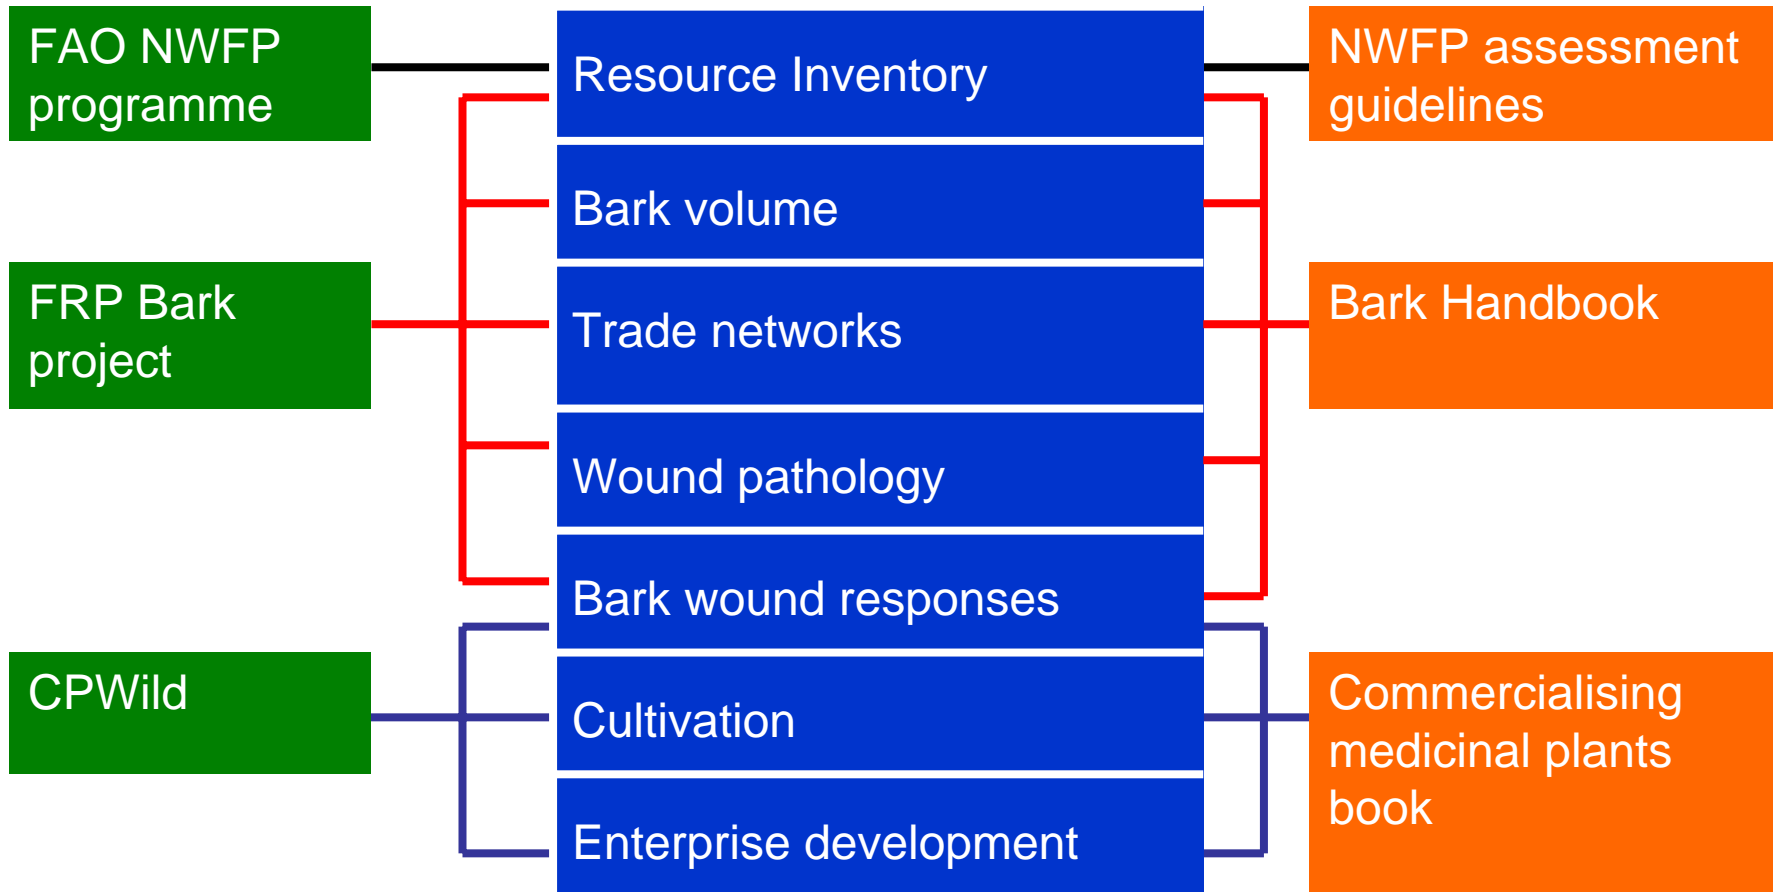 FAO NWFP
programme
Resource Inventory
NWFP assessment
guidelines
Bark volume
FRP Bark
project
Trade networks
Bark Handbook
Wound pathology
Bark wound responses
CPWild
Cultivation
Commercialising
medicinal plants
book
Enterprise development